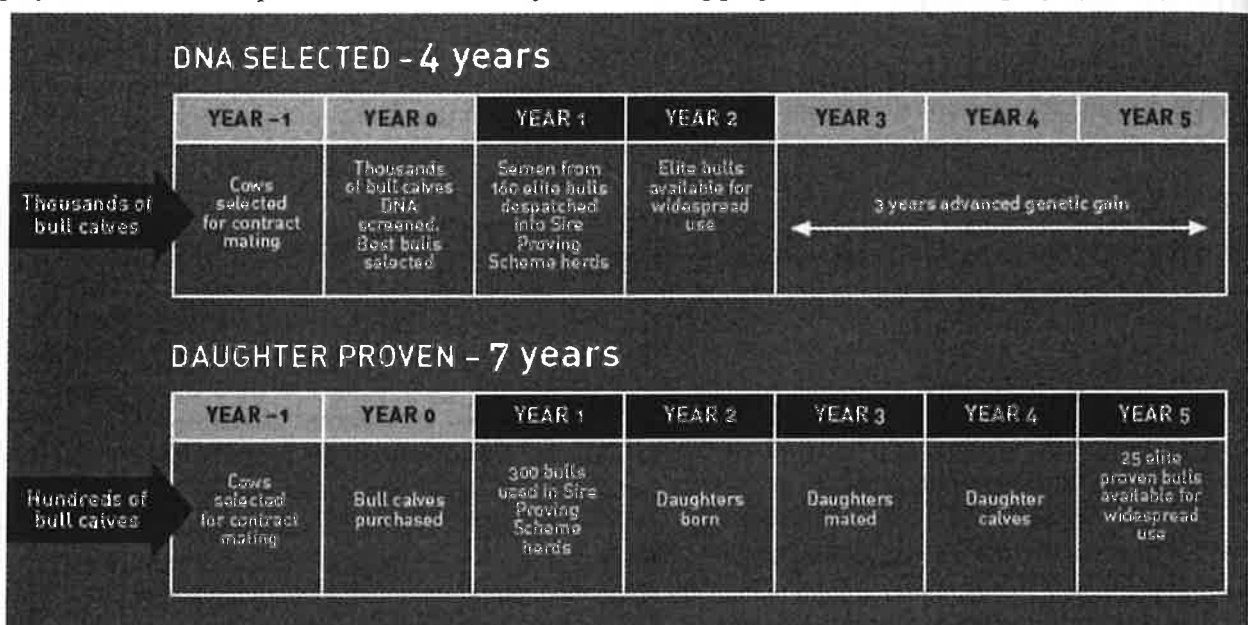 DNA SELECTED – 4 years
YEAR –1
YEAR 0
YEAR 1
YEAR 2
YEAR 3
YEAR 4
YEAR 5
Thousands of
bull calves
Cows
selected
for contract
mating
Thousands
of bull calves
DNA
screened.
Best bulls
selected
Semen from
160 elite bulls
despatched
into Sire
Proving
Scheme herds
Elite bulls
available for
widespread
use
3 years advanced genetic gain
DAUGHTER PROVEN – 7 years
YEAR –1
YEAR 0
YEAR 1
YEAR 2
YEAR 3
YEAR 4
YEAR 5
Hundreds of
bull calves
Cows
selected
for contract
mating
Bull calves
purchased
300 bulls
used in Sire
Proving
Scheme
herds
Daughters
born
Daughters
mated
Daughter
calves
25 elite
proven bulls
available for
widespread
use